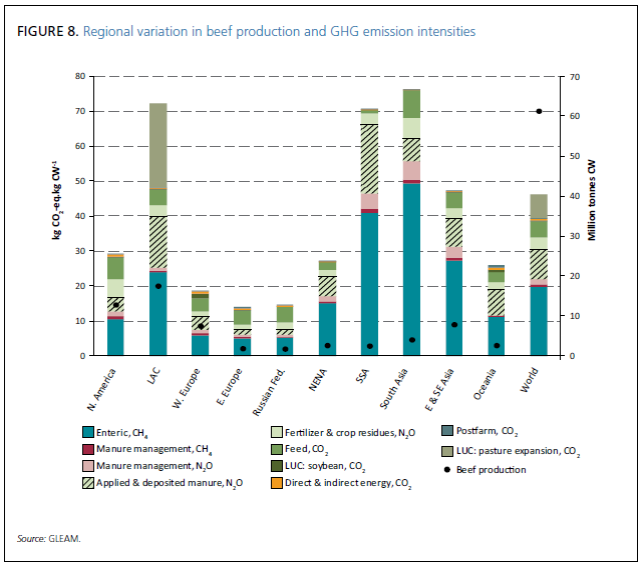 FIGURE 8. Regional variation in beef production and GHG emission intensities
kg CO₂-eq.kg CW⁻¹
80
70
60
50
40
30
20
10
0
70
60
50
40
30
20
10
0
Million tonnes CW
N. America
LAC
W. Europe
E. Europe
Russian Fed.
NENA
SSA
South Asia
E & SE Asia
Oceania
World
Enteric, CH₄
Manure management, CH₄
Manure management, N₂O
Applied & deposited manure, N₂O
Fertilizer & crop residues, N₂O
Feed, CO₂
LUC: soybean, CO₂
Direct & indirect energy, CO₂
Postfarm, CO₂
LUC: pasture expansion, CO₂
Beef production
Source: GLEAM.